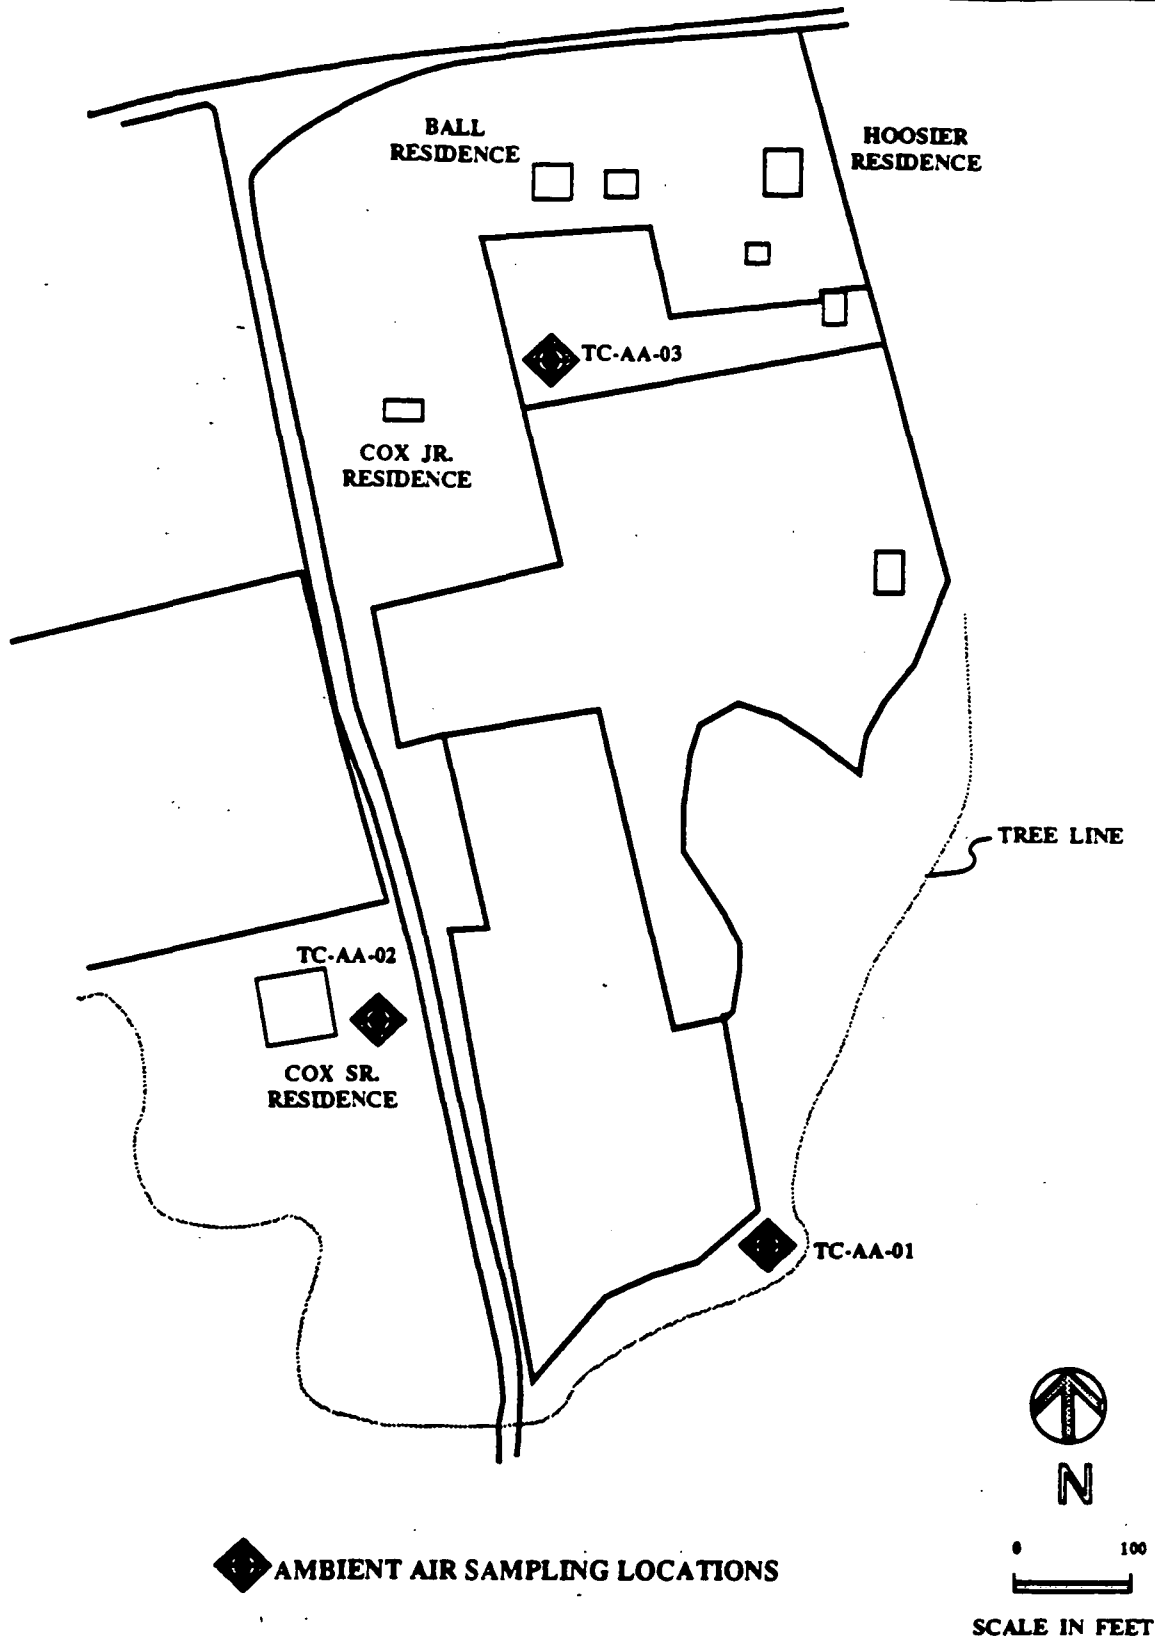 BALL
RESIDENCE
HOOSIER
RESIDENCE
TC-AA-03
COX JR.
RESIDENCE
TREE LINE
TC-AA-02
COX SR.
RESIDENCE
TC-AA-01
N
AMBIENT AIR SAMPLING LOCATIONS
0 100
SCALE IN FEET